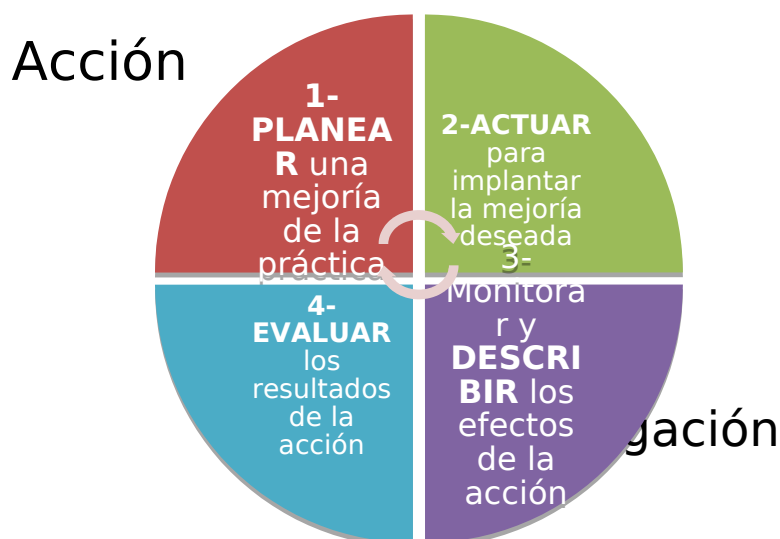 Acción
1-
PLANEA
R una
mejoría
de la
práctica
2-ACTUAR
para
implantar
la mejoría
deseada
3-
Monitora
r y
DESCRI
BIR los
efectos
de la
acción
4-
EVALUAR
los
resultados
de la
acción
gación